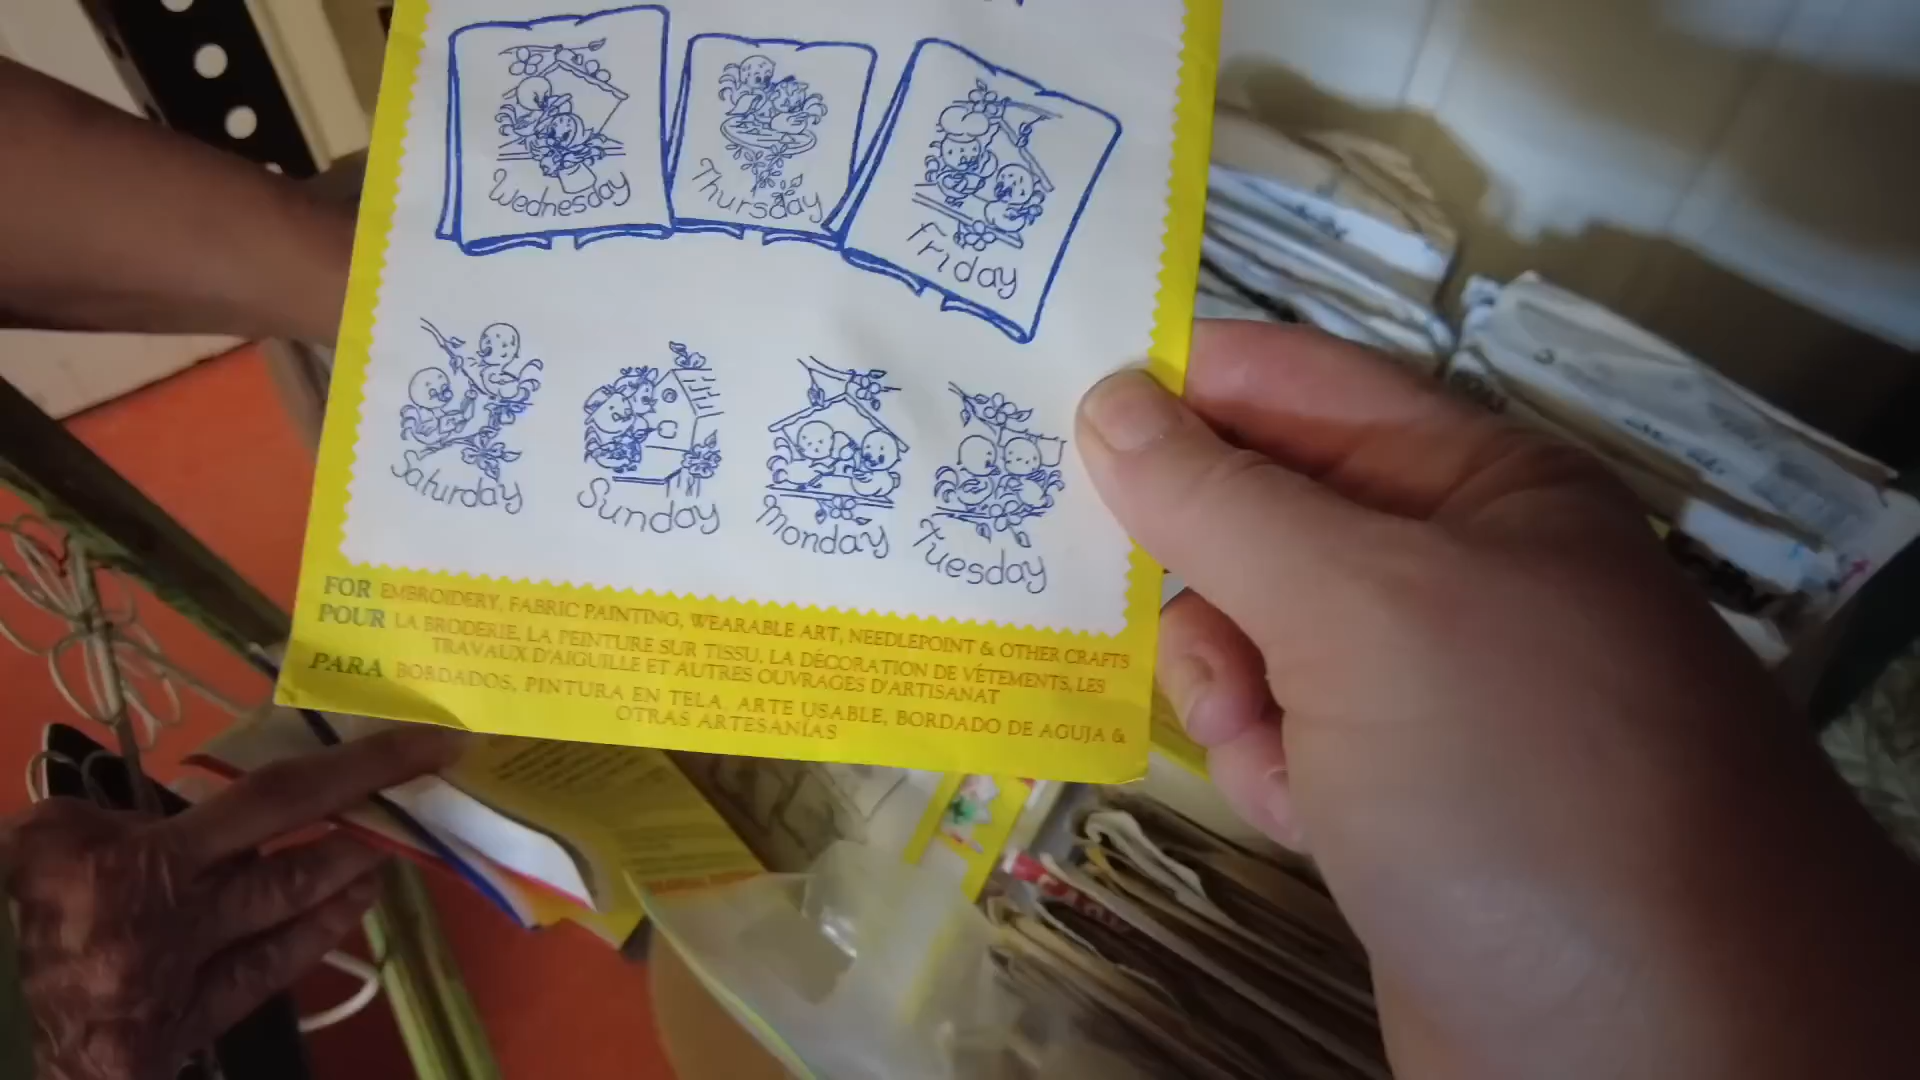 Wednesday
Thursday
Friday
Saturday
Sunday
Monday
Tuesday
FOR EMBROIDERY, FABRIC PAINTING, WEARABLE ART, NEEDLEPOINT & OTHER CRAFTS
POUR LA BRODERIE, LA PEINTURE SUR TISSU, LA DÉCORATION DE VÉTEMENTS, LES
TRAVAUX D'AIGUILLE ET AUTRES OUVRAGES D'ARTISANAT
PARA BORDADOS, PINTURA EN TELA, ARTE USABLE, BORDADO DE AGUJA &
OTRAS ARTESANÍAS